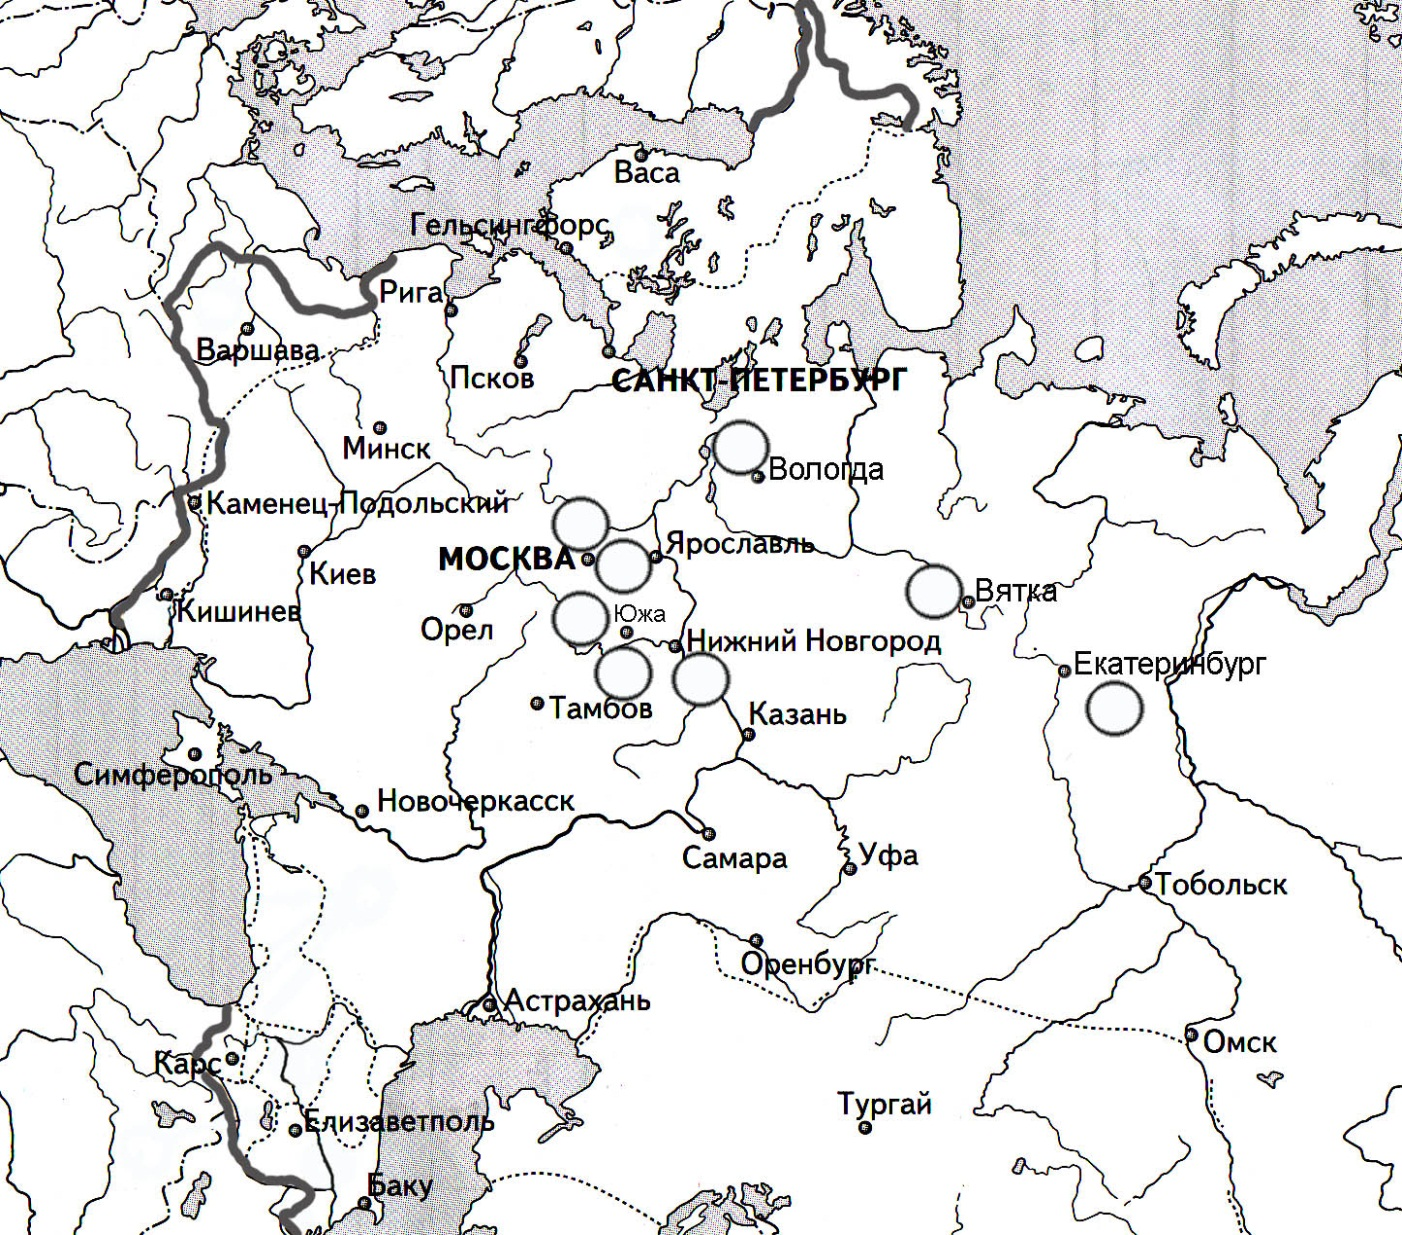 Васа
Гельсингфорс
Рига
Варшава
Псков
САНКТ-ПЕТЕРБУРГ
Минск
Вологда
Каменец-Подольский
МОСКВА
Ярославль
Киев
Вятка
Кишинев
Орел
Южа
Нижний Новгород
Екатеринбург
Тамбов
Казань
Симферополь
Новочеркасск
Самара
Уфа
Тобольск
Оренбург
Астрахань
Омск
Карс
Тургай
Елизаветполь
Баку